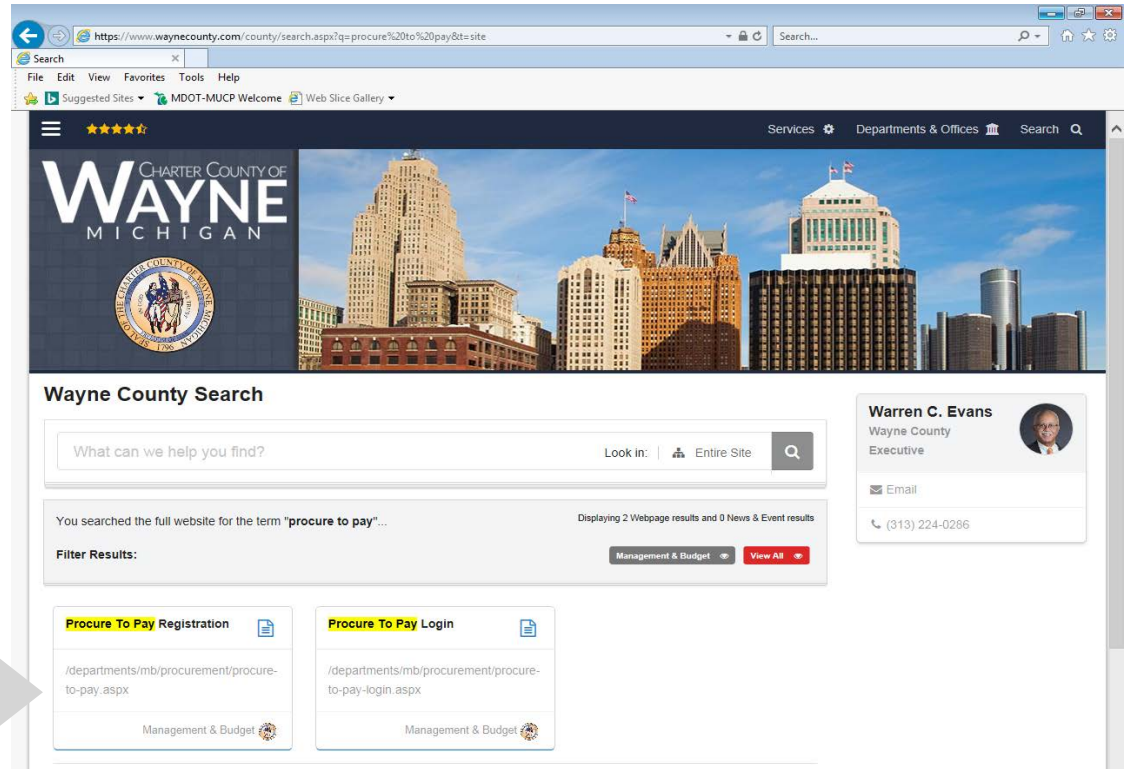 https://www.waynecounty.com/county/search.aspx?q=procure%20to%20pay&t=site
Search...
Search
File Edit View Favorites Tools Help
Suggested Sites MDOT-MUCP Welcome Web Slice Gallery
Services Departments & Offices Search
CHARTER COUNTY OF
WAYNE
MICHIGAN
Wayne County Search
What can we help you find? Look in: Entire Site
You searched the full website for the term "procure to pay"... Displaying 2 Webpage results and 0 News & Event results
Filter Results: Management & Budget View All
Warren C. Evans
Wayne County
Executive
Email
(313) 224-0286
Procure To Pay Registration
/departments/mb/procurement/procure-
to-pay.aspx
Management & Budget
Procure To Pay Login
/departments/mb/procurement/procure-
to-pay-login.aspx
Management & Budget